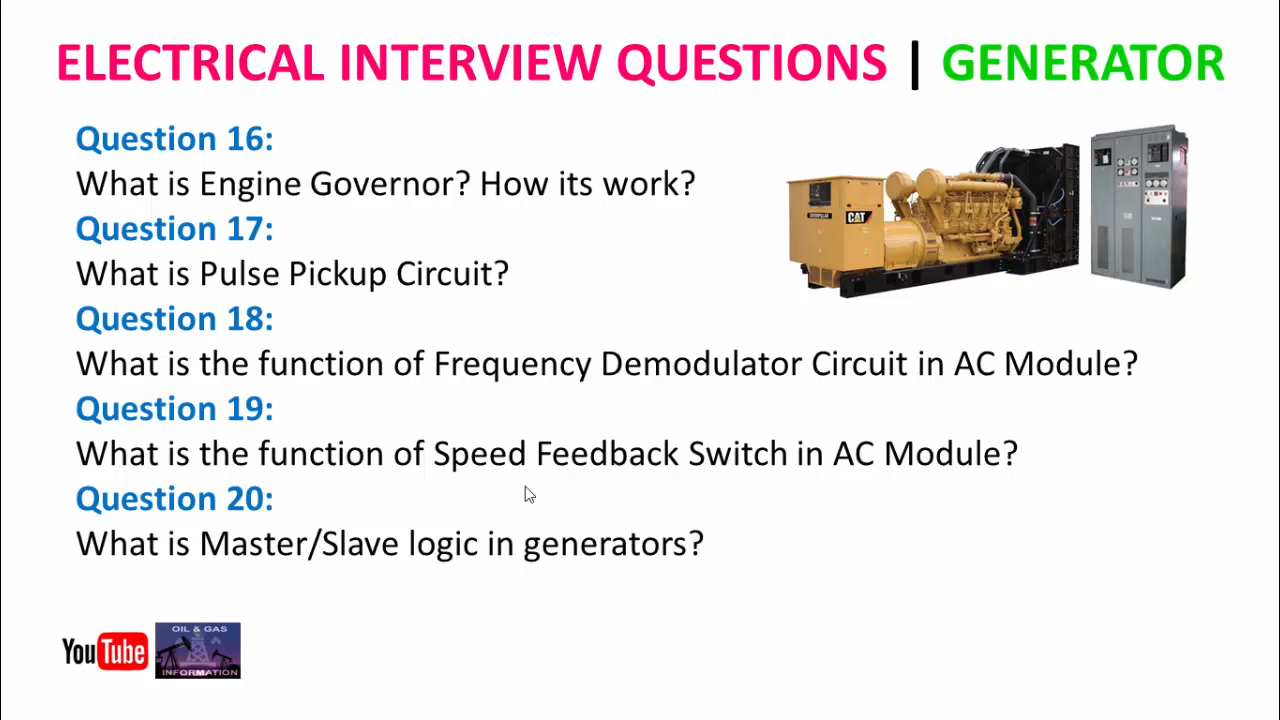 ELECTRICAL INTERVIEW QUESTIONS | GENERATOR
Question 16:
What is Engine Governor? How its work?
Question 17:
What is Pulse Pickup Circuit?
Question 18:
What is the function of Frequency Demodulator Circuit in AC Module?
Question 19:
What is the function of Speed Feedback Switch in AC Module?
Question 20:
What is Master/Slave logic in generators?
CAT
YouTube
OIL & GAS
INFORMATION